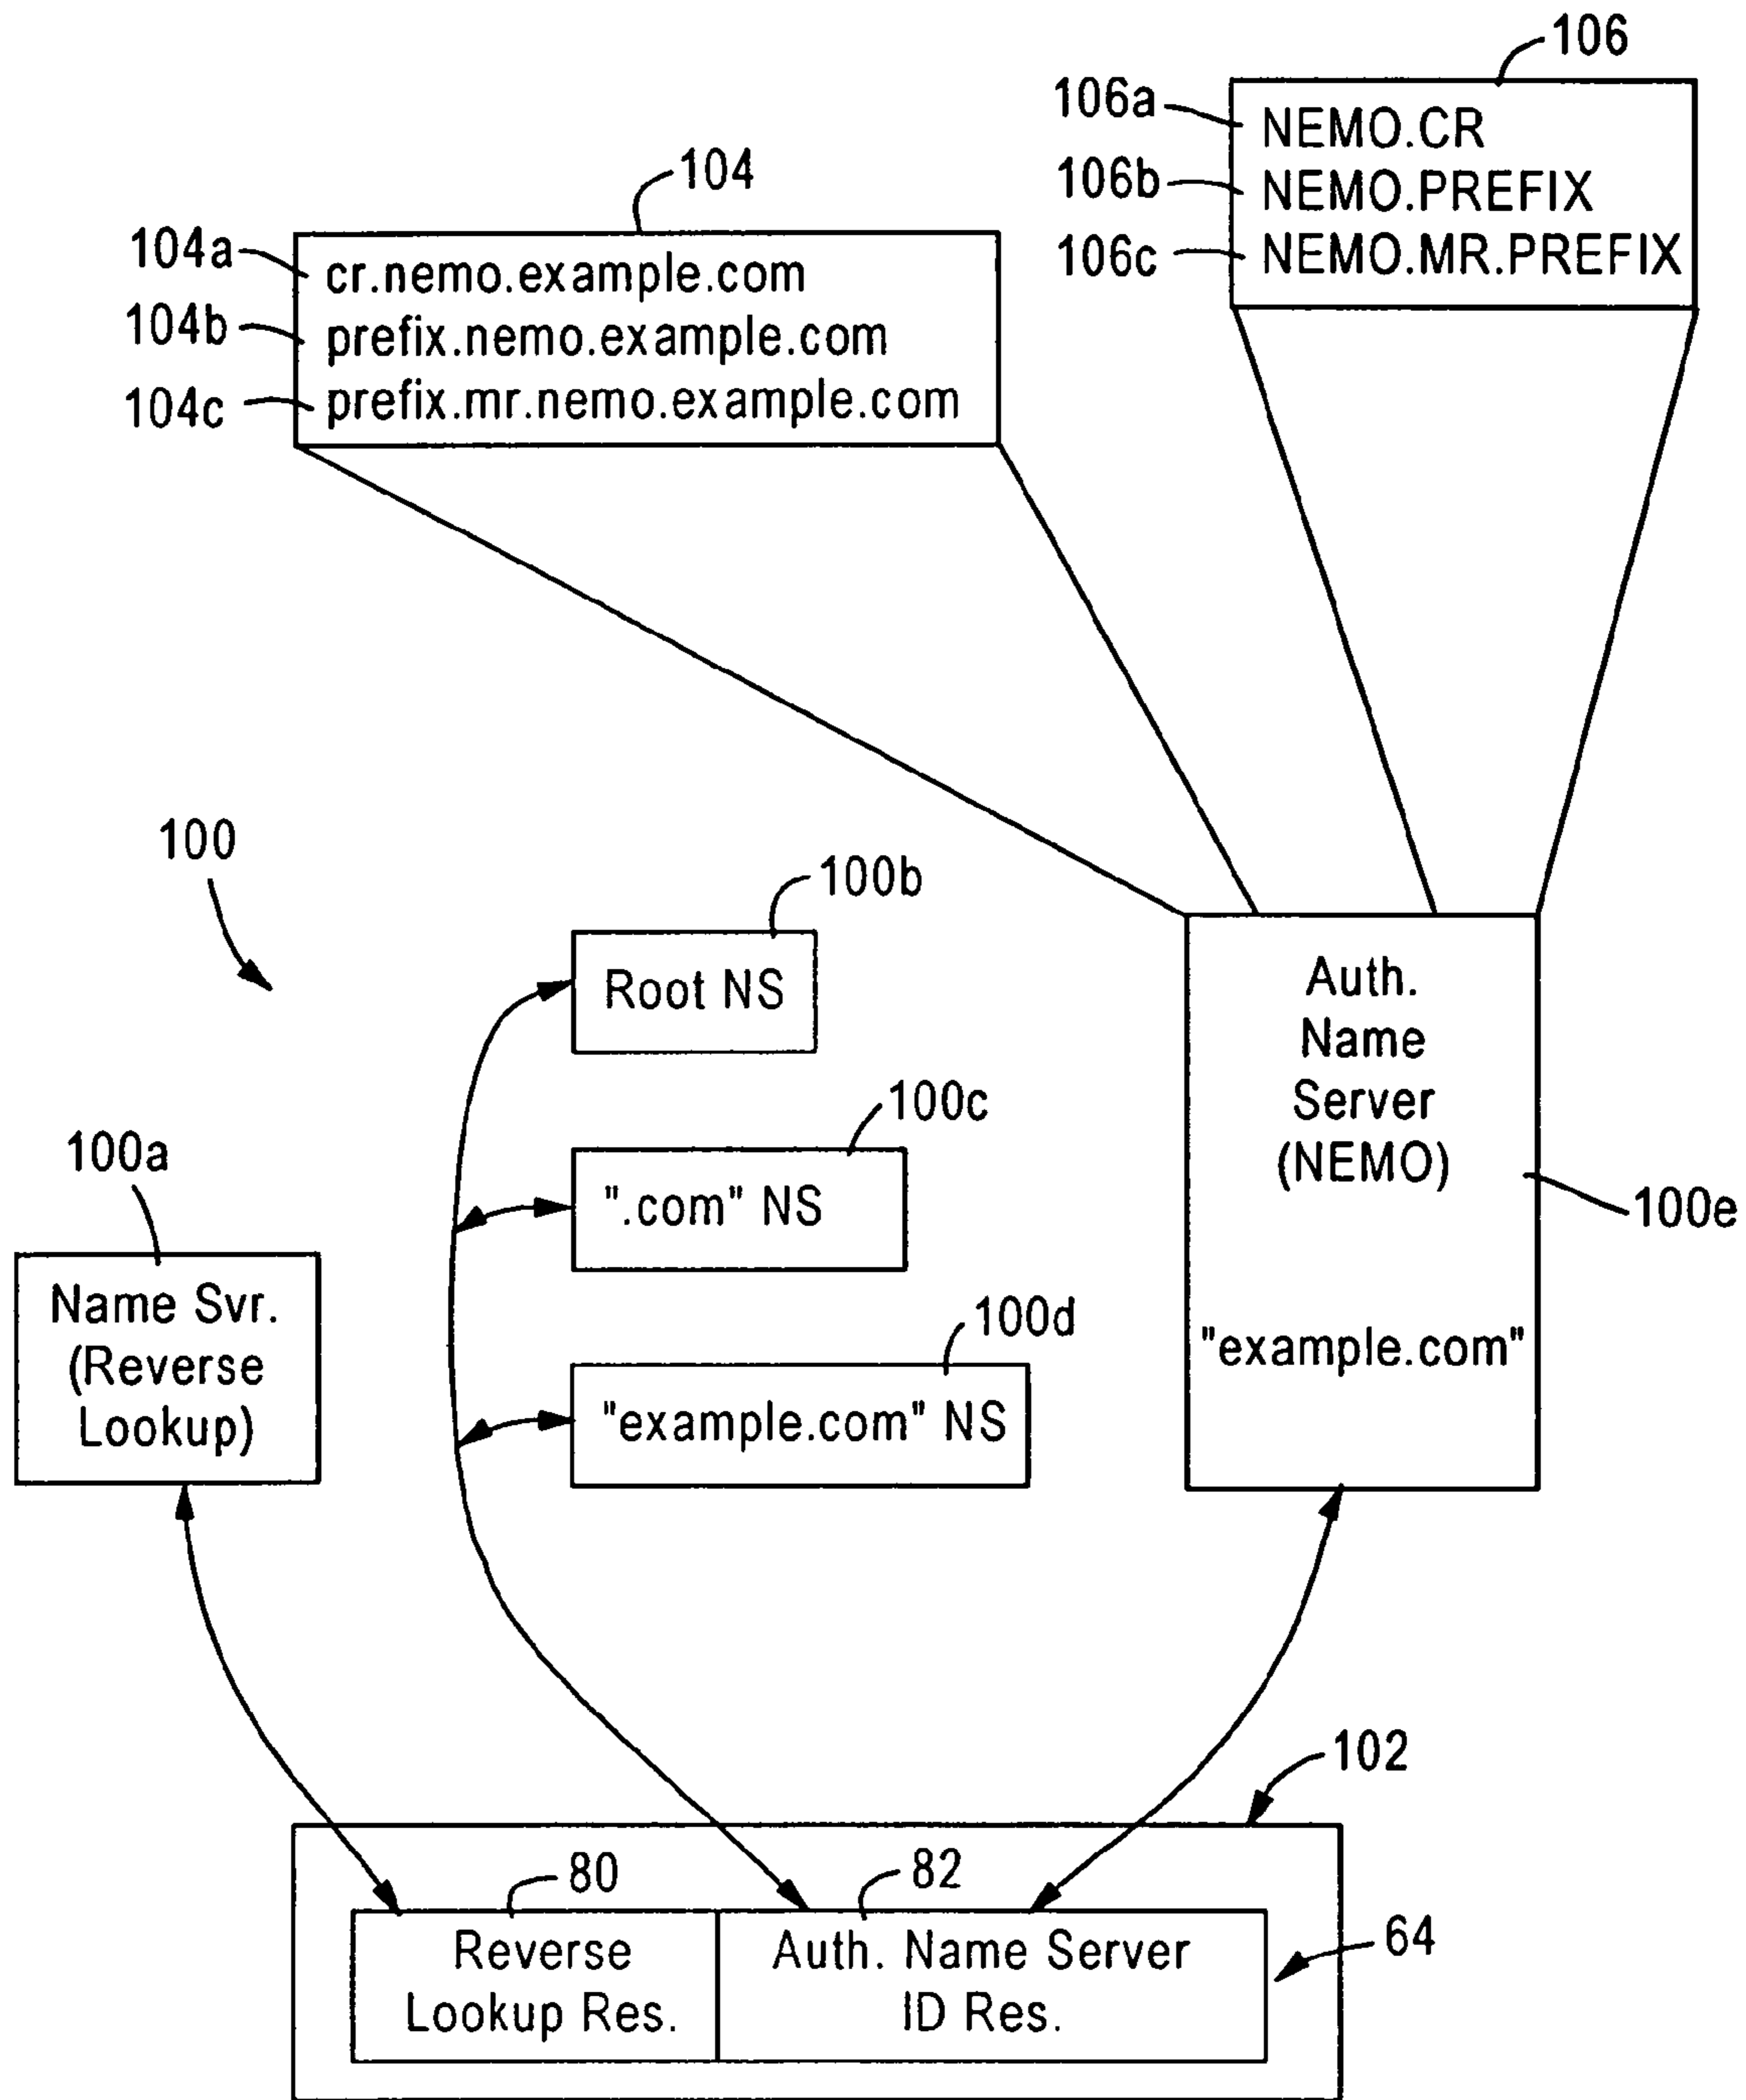 106
106a
NEMO.CR
106b
NEMO.PREFIX
106c
NEMO.MR.PREFIX
104
104a
cr.nemo.example.com
104b
prefix.nemo.example.com
104c
prefix.mr.nemo.example.com
100
100b
Root NS
100c
".com" NS
100d
"example.com" NS
100a
Name Svr.
(Reverse
Lookup)
Auth.
Name
Server
(NEMO)
"example.com"
100e
102
80
Reverse
Lookup Res.
82
Auth. Name Server
ID Res.
64